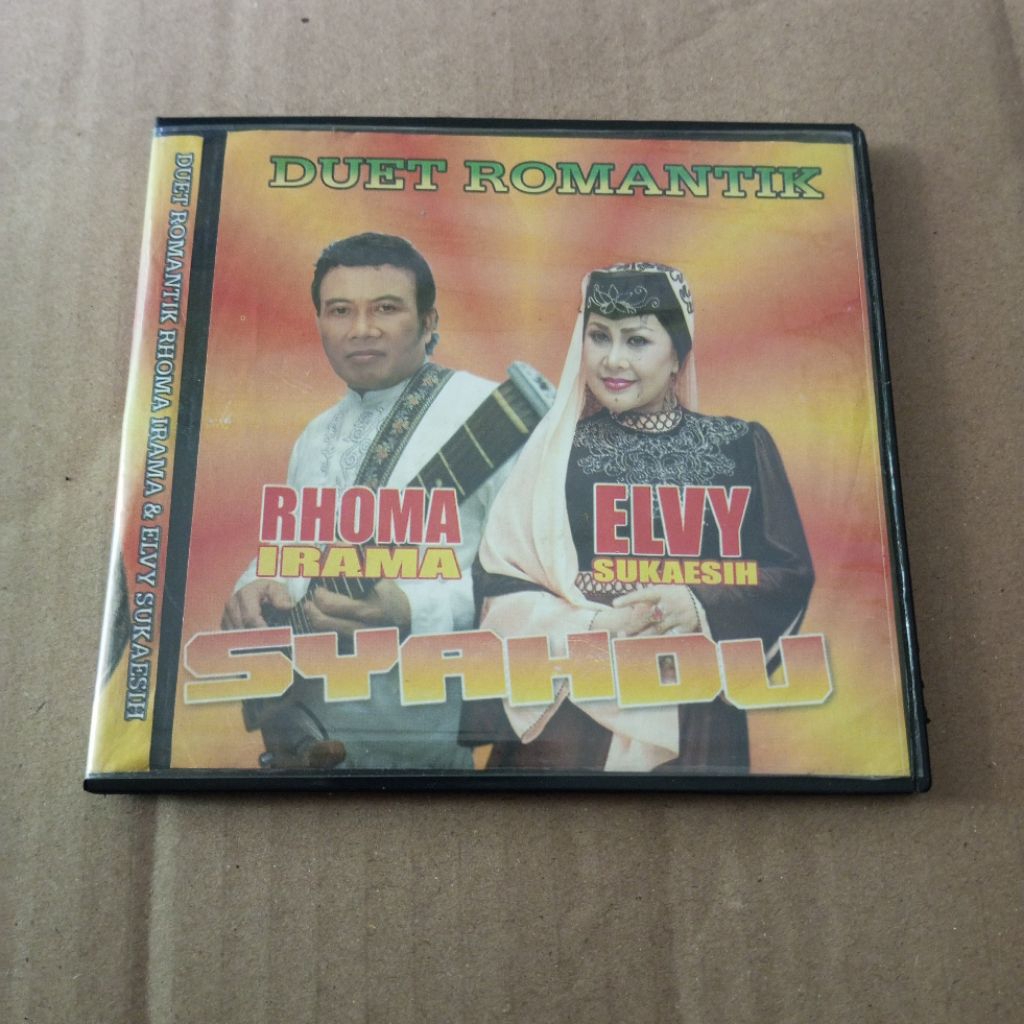 DUET ROMANTIK RHOMA IRAMA & ELVY SUKAESIH
DUET ROMANTIK
RHOMA
IRAMA
ELVY
SUKAESIH
SYAHDU